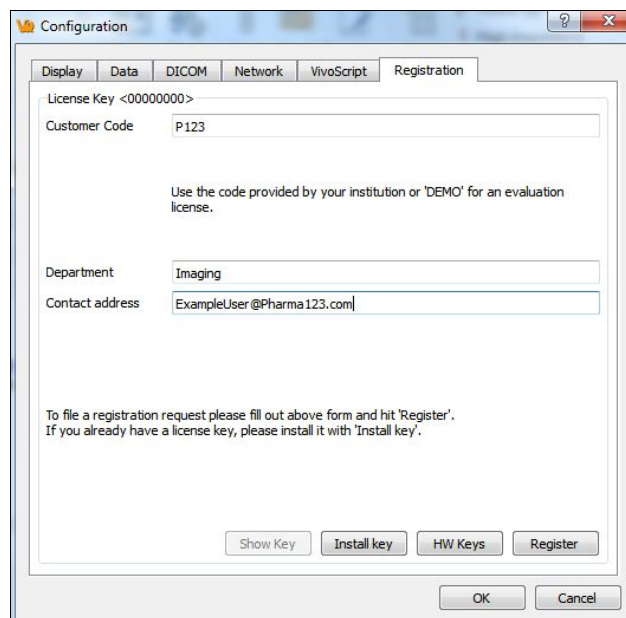 Configuration
?
X
Display
Data
DICOM
Network
VivoScript
Registration
License Key <00000000>
Customer Code
P123
Use the code provided by your institution or 'DEMO' for an evaluation
license.
Department
Imaging
Contact address
ExampleUser@Pharma123.com
To file a registration request please fill out above form and hit 'Register'.
If you already have a license key, please install it with 'Install key'.
Show Key
Install key
HW Keys
Register
OK
Cancel